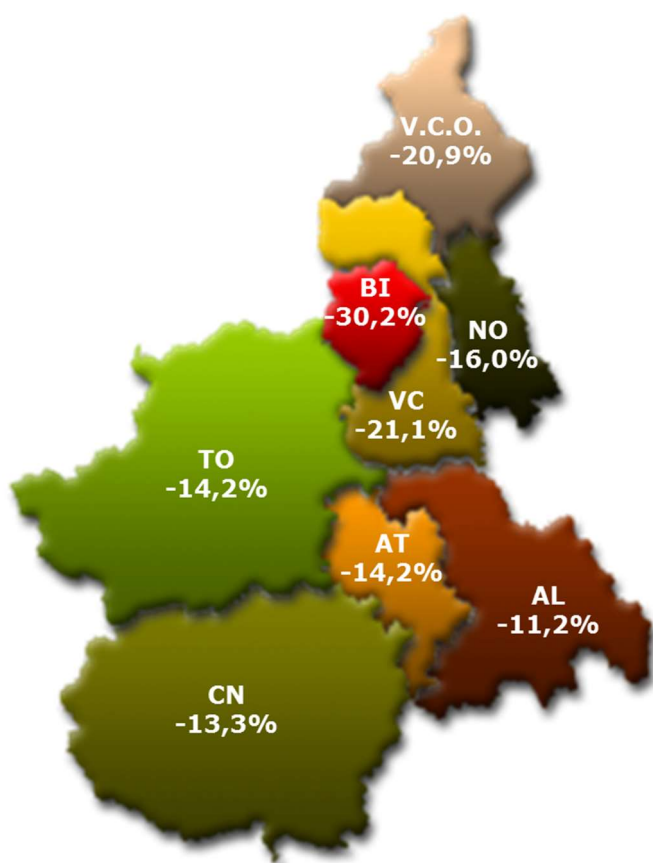 V.C.O.
-20,9%
BI
-30,2%
NO
-16,0%
VC
-21,1%
TO
-14,2%
AT
-14,2%
AL
-11,2%
CN
-13,3%